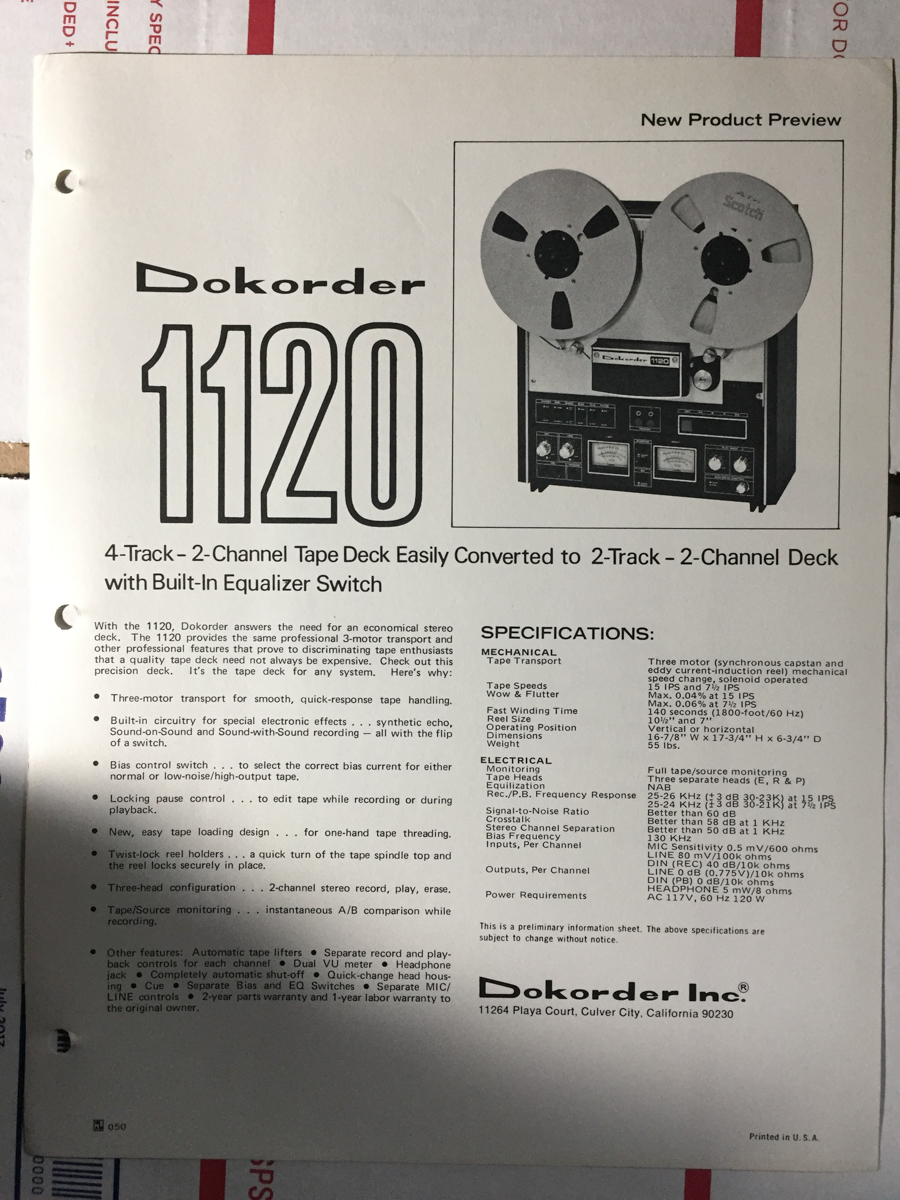 Y SPEC
DED‡
INCLU
OR DO
New Product Preview
Scotch
Dokorder
1120
Dokorder 1120
4-Track – 2-Channel Tape Deck Easily Converted to 2-Track – 2-Channel Deck
with Built-In Equalizer Switch
With the 1120, Dokorder answers the need for an economical stereo
deck. The 1120 provides the same professional 3-motor transport and
other professional features that prove to discriminating tape enthusiasts
that a quality tape deck need not always be expensive. Check out this
precision deck. It's the tape deck for any system. Here's why:
• Three-motor transport for smooth, quick-response tape handling.
• Built-in circuitry for special electronic effects . . . synthetic echo,
Sound-on-Sound and Sound-with-Sound recording — all with the flip
of a switch.
• Bias control switch . . . to select the correct bias current for either
normal or low-noise/high-output tape.
• Locking pause control . . . to edit tape while recording or during
playback.
• New, easy tape loading design . . . for one-hand tape threading.
• Twist-lock reel holders . . . a quick turn of the tape spindle top and
the reel locks securely in place.
• Three-head configuration . . . 2-channel stereo record, play, erase.
• Tape/Source monitoring . . . instantaneous A/B comparison while
recording.
• Other features: Automatic tape lifters • Separate record and play-
back controls for each channel • Dual VU meter • Headphone
jack • Completely automatic shut-off • Quick-change head hous-
ing • Cue • Separate Bias and EQ Switches • Separate MIC/
LINE controls • 2-year parts warranty and 1-year labor warranty to
the original owner.
SPECIFICATIONS:
MECHANICAL
Tape Transport Three motor (synchronous capstan and
eddy current-induction reel) mechanical
speed change, solenoid operated
Tape Speeds 15 IPS and 7½ IPS
Wow & Flutter Max. 0.04% at 15 IPS
Max. 0.06% at 7½ IPS
Fast Winding Time 140 seconds (1800-foot/60 Hz)
Reel Size 10½" and 7"
Operating Position Vertical or horizontal
Dimensions 16-7/8" W x 17-3/4" H x 6-3/4" D
Weight 55 lbs.
ELECTRICAL
Monitoring Full tape/source monitoring
Tape Heads Three separate heads (E, R & P)
Equilization NAB
Rec./P.B. Frequency Response 25-26 KHz (±3 dB 30-23K) at 15 IPS
25-24 KHz (±3 dB 30-21K) at 7½ IPS
Signal-to-Noise Ratio Better than 60 dB
Crosstalk Better than 58 dB at 1 KHz
Stereo Channel Separation Better than 50 dB at 1 KHz
Bias Frequency 130 KHz
Inputs, Per Channel MIC Sensitivity 0.5 mV/600 ohms
LINE 80 mV/100k ohms
DIN (REC) 40 dB/10k ohms
Outputs, Per Channel LINE 0 dB (0.775V)/10k ohms
DIN (PB) 0 dB/10k ohms
HEADPHONE 5 mW/8 ohms
Power Requirements AC 117V, 60 Hz 120 W
This is a preliminary information sheet. The above specifications are
subject to change without notice.
Dokorder Inc.®
11264 Playa Court, Culver City, California 90230
July 2013
050
Printed in U.S.A.
0000
SPS